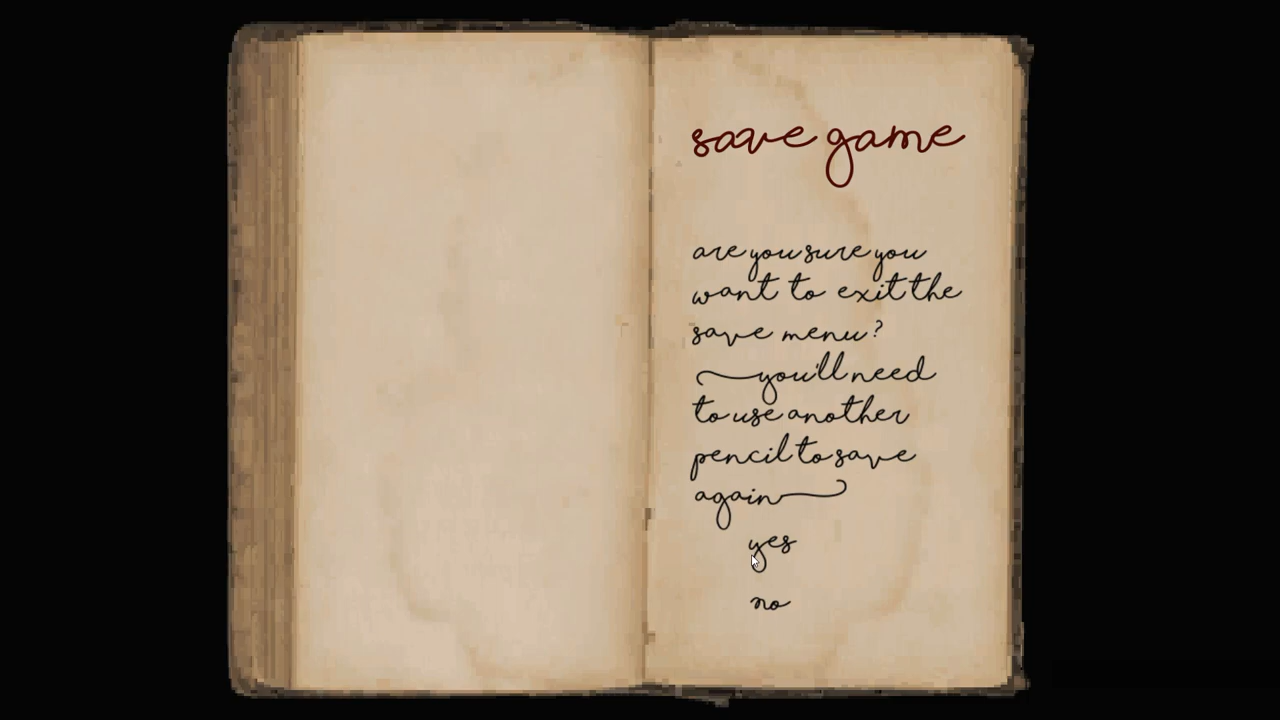 save game
are you sure you
want to exit the
save menu?
(you'll need
to use another
pencil to save
again)
yes
no